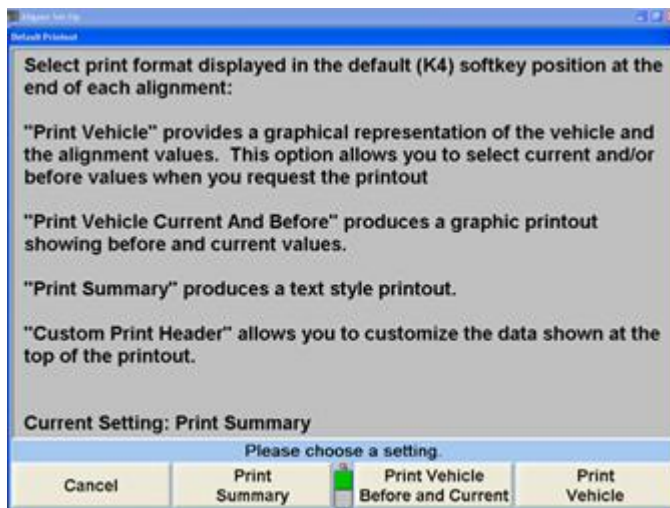 Aligner Set Up
Default Printout
Select print format displayed in the default (K4) softkey position at the
end of each alignment:
"Print Vehicle" provides a graphical representation of the vehicle and
the alignment values. This option allows you to select current and/or
before values when you request the printout
"Print Vehicle Current And Before" produces a graphic printout
showing before and current values.
"Print Summary" produces a text style printout.
"Custom Print Header" allows you to customize the data shown at the
top of the printout.
Current Setting: Print Summary
Please choose a setting.
Cancel
Print
Summary
Print Vehicle
Before and Current
Print
Vehicle